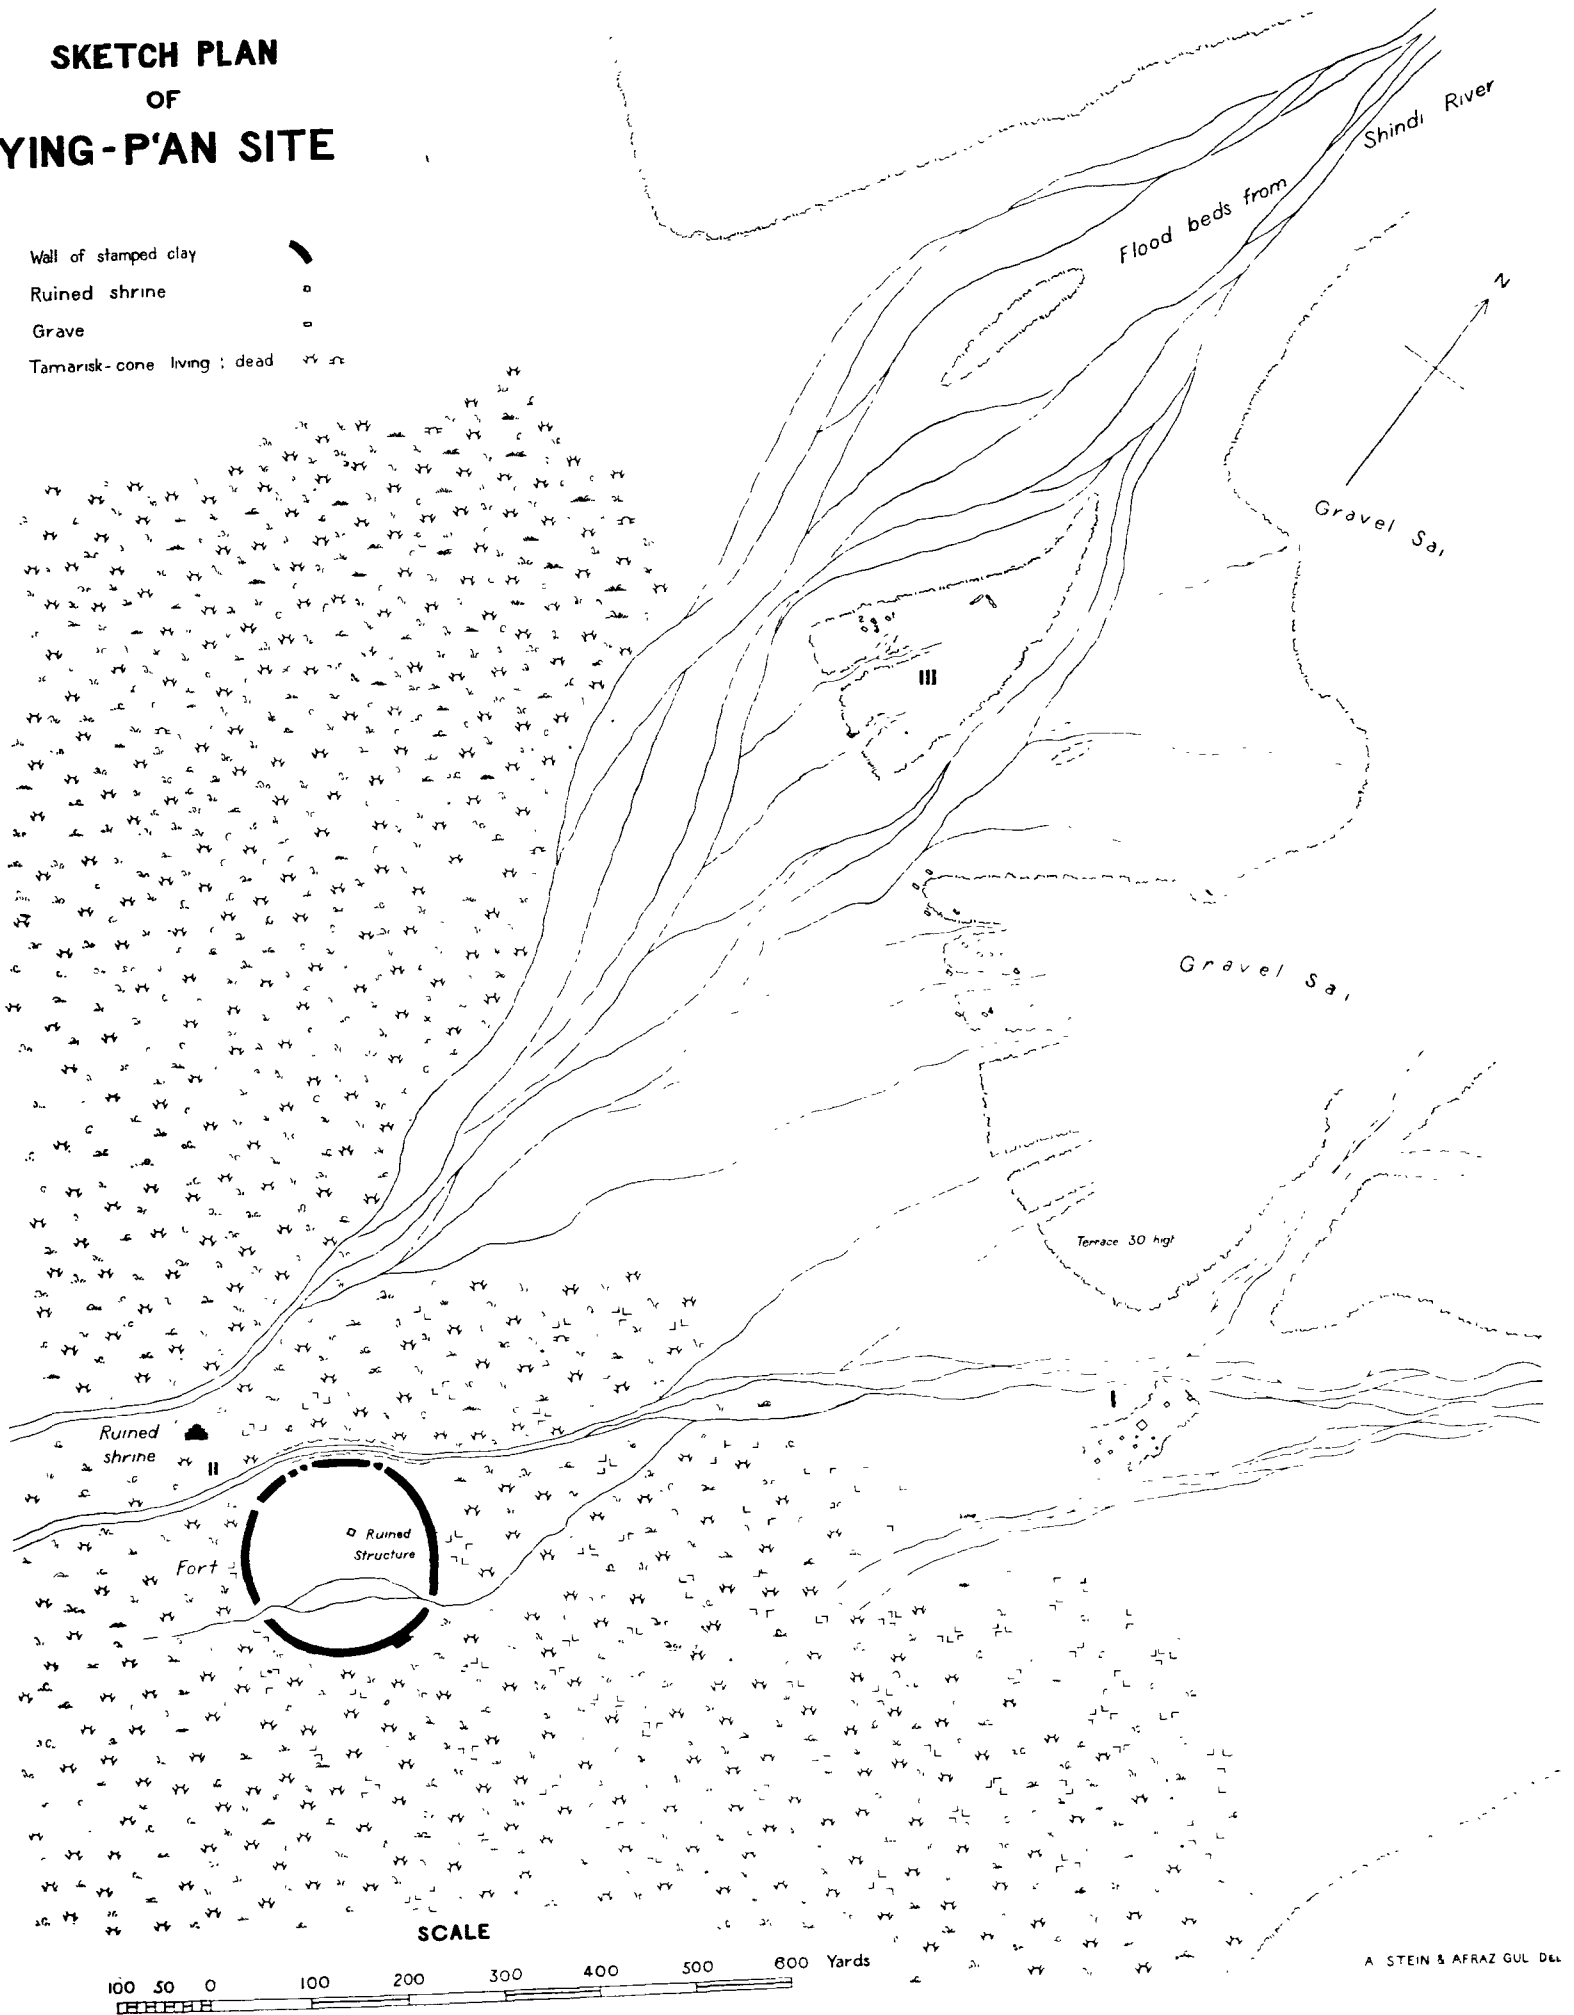 SKETCH PLAN
OF
YING-P'AN SITE
Wall of stamped clay
Ruined shrine
Grave
Tamarisk-cone living ; dead
Shindi River
Flood beds from
N
Gravel Sai
III
Gravel Sai
Terrace 30 high
I
Ruined
shrine
II
Ruined
Structure
Fort
SCALE
100 50 0 100 200 300 400 500 600 Yards
A STEIN & AFRAZ GUL DEL